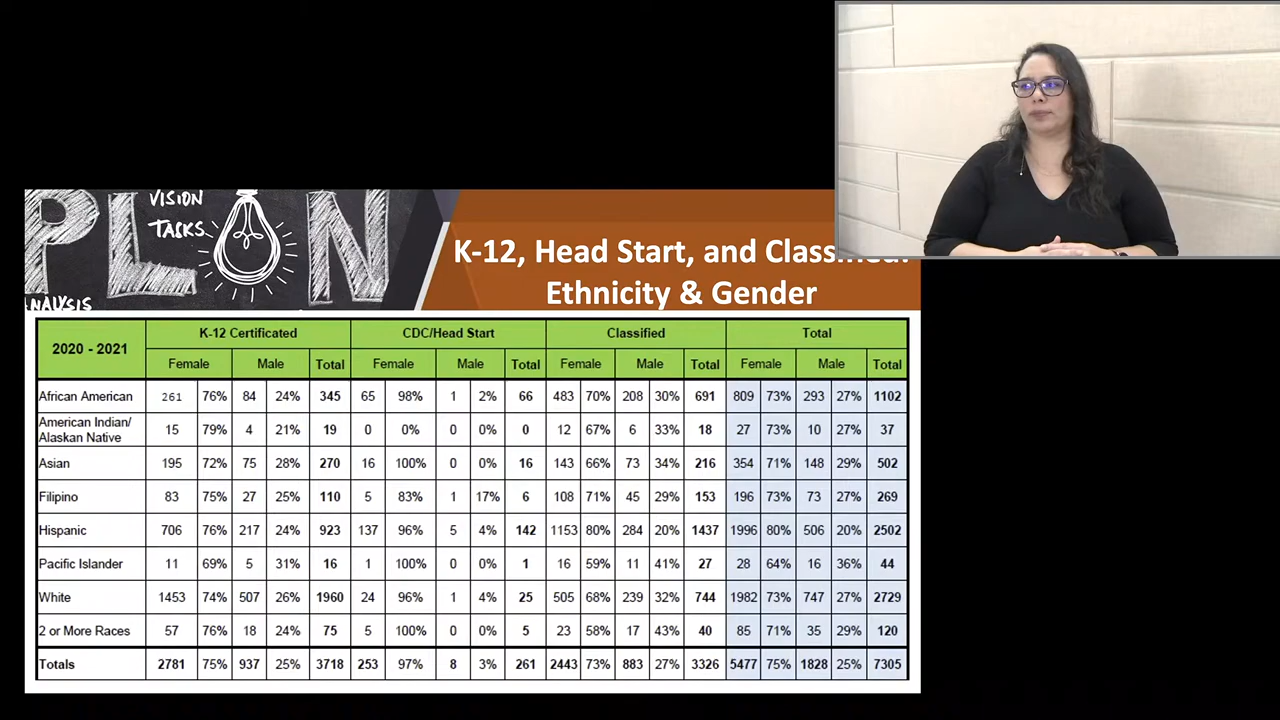 VISION
TASKS
PLAN
ANALYSIS
K-12, Head Start, and Classified:
Ethnicity & Gender
2020 - 2021 K-12 Certificated CDC/Head Start Classified Total
Female Male Total Female Male Total Female Male Total Female Male Total
African American 261 76% 84 24% 345 65 98% 1 2% 66 483 70% 208 30% 691 809 73% 293 27% 1102
American Indian/
Alaskan Native 15 79% 4 21% 19 0 0% 0 0% 0 12 67% 6 33% 18 27 73% 10 27% 37
Asian 195 72% 75 28% 270 16 100% 0 0% 16 143 66% 73 34% 216 354 71% 148 29% 502
Filipino 83 75% 27 25% 110 5 83% 1 17% 6 108 71% 45 29% 153 196 73% 73 27% 269
Hispanic 706 76% 217 24% 923 137 96% 5 4% 142 1153 80% 284 20% 1437 1996 80% 506 20% 2502
Pacific Islander 11 69% 5 31% 16 1 100% 0 0% 1 16 59% 11 41% 27 28 64% 16 36% 44
White 1453 74% 507 26% 1960 24 96% 1 4% 25 505 68% 239 32% 744 1982 73% 747 27% 2729
2 or More Races 57 76% 18 24% 75 5 100% 0 0% 5 23 58% 17 43% 40 85 71% 35 29% 120
Totals 2781 75% 937 25% 3718 253 97% 8 3% 261 2443 73% 883 27% 3326 5477 75% 1828 25% 7305